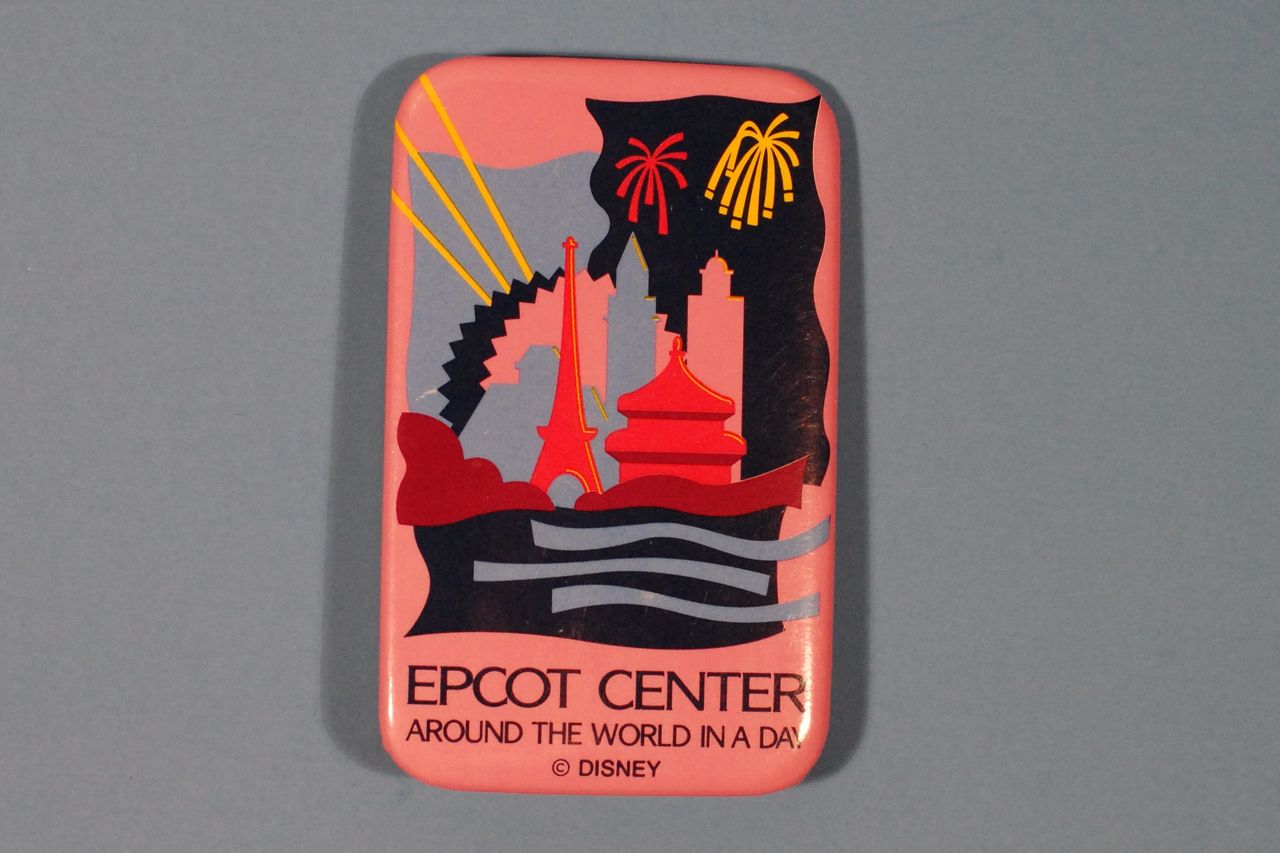 EPCOT CENTER
AROUND THE WORLD IN A DAY
© DISNEY